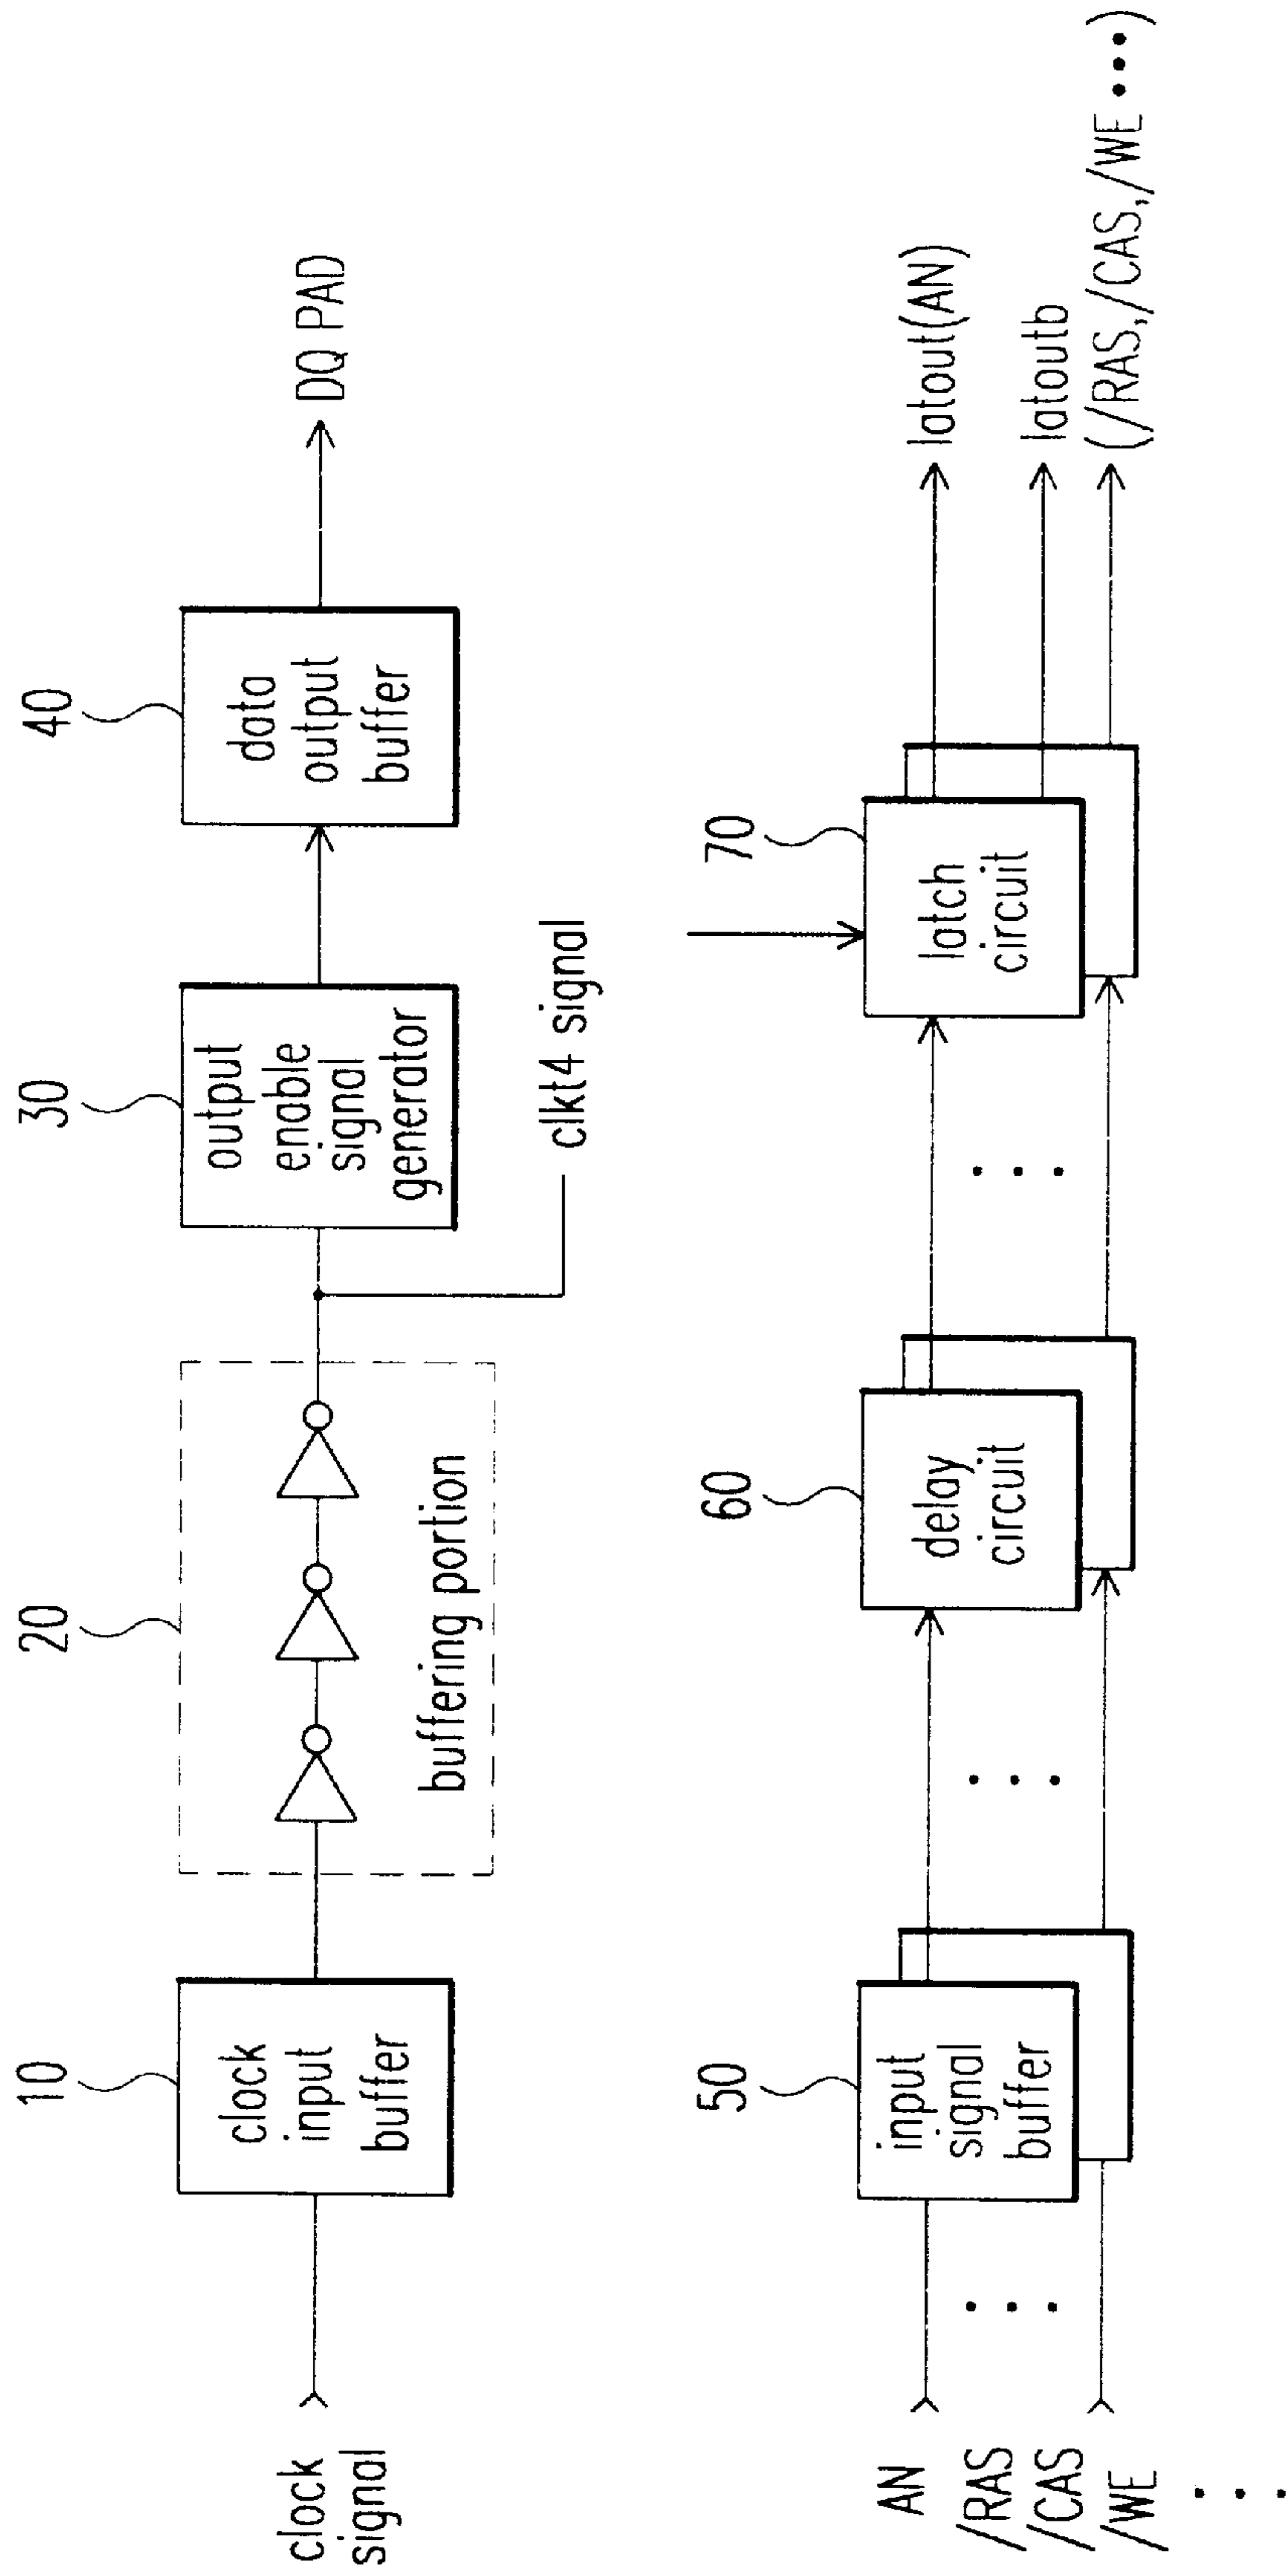 10
20
30
40
clock
signal
clock
input
buffer
buffering portion
output
enable
signal
generator
data
output
buffer
DQ PAD
clkt4 signal
50
60
70
AN
/RAS
/CAS
/WE
• • •
input
signal
buffer
• • •
delay
circuit
• • •
latch
circuit
latout(AN)
latoutb
(/RAS,/CAS,/WE •••)